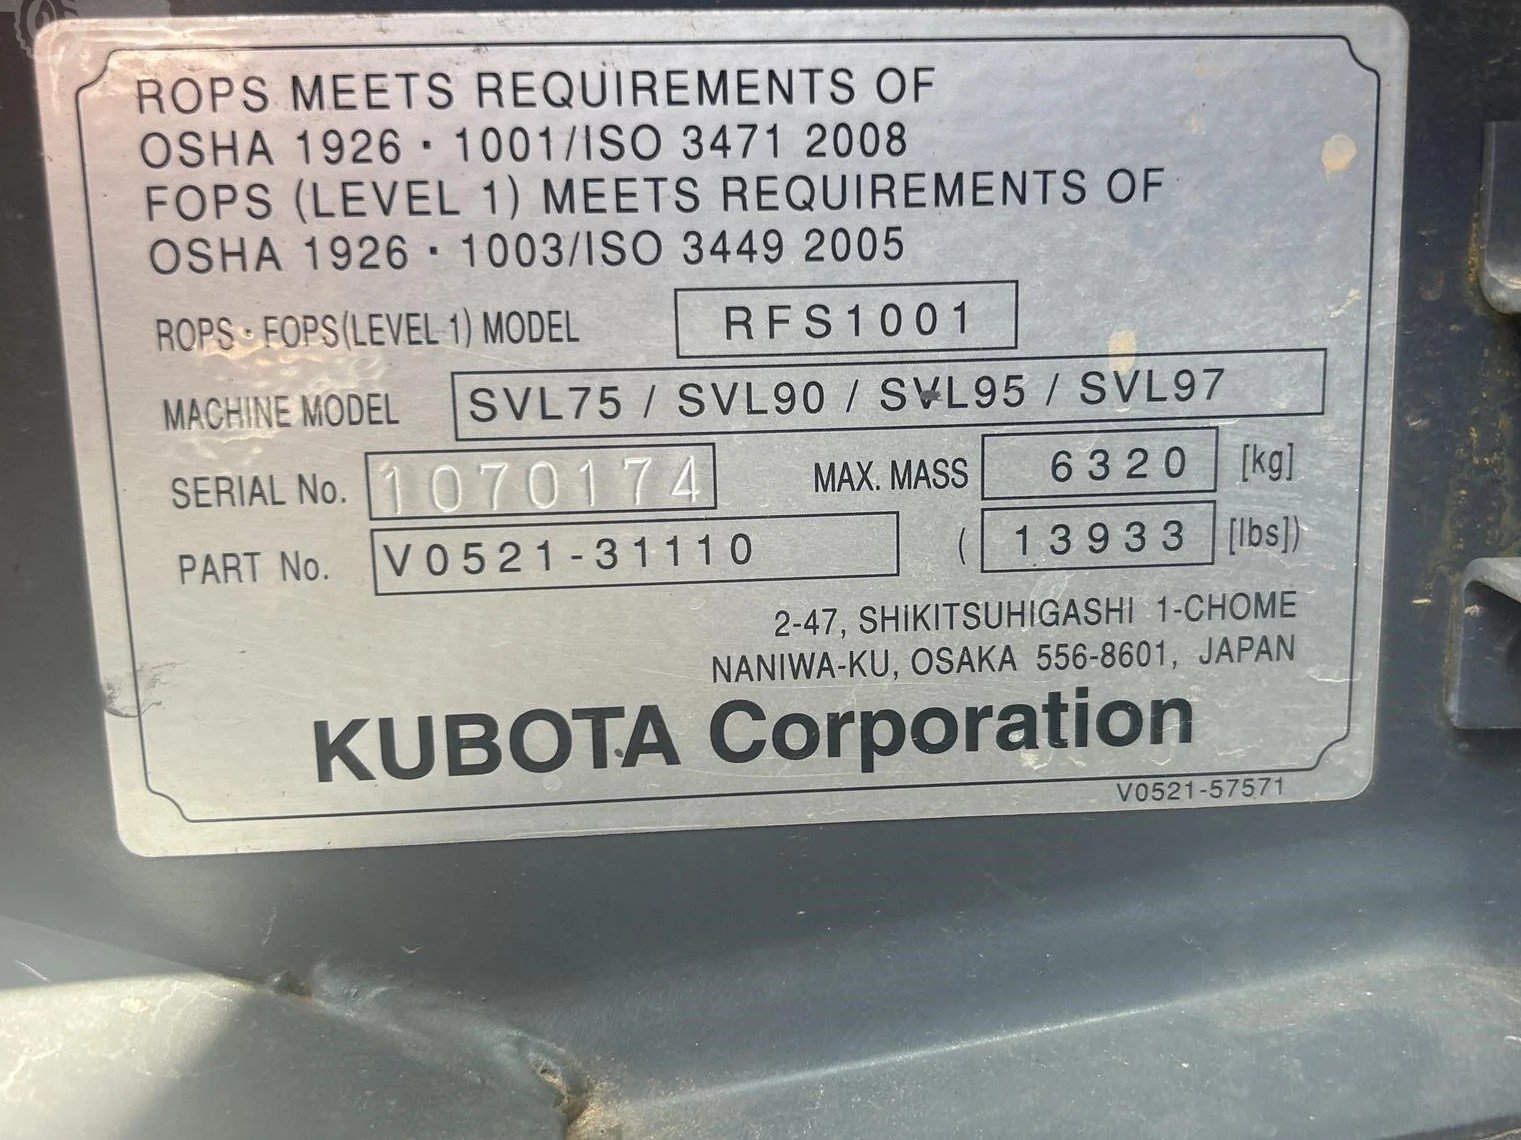 ROPS MEETS REQUIREMENTS OF
OSHA 1926・1001/ISO 3471 2008
FOPS (LEVEL 1) MEETS REQUIREMENTS OF
OSHA 1926・1003/ISO 3449 2005
ROPS・FOPS(LEVEL 1) MODEL RFS1001
MACHINE MODEL SVL75 / SVL90 / SVL95 / SVL97
SERIAL No. 1070174 MAX. MASS 6320 [kg]
PART No. V0521-31110 (13933 [lbs])
2-47, SHIKITSUHIGASHI 1-CHOME
NANIWA-KU, OSAKA 556-8601, JAPAN
KUBOTA Corporation
V0521-57571